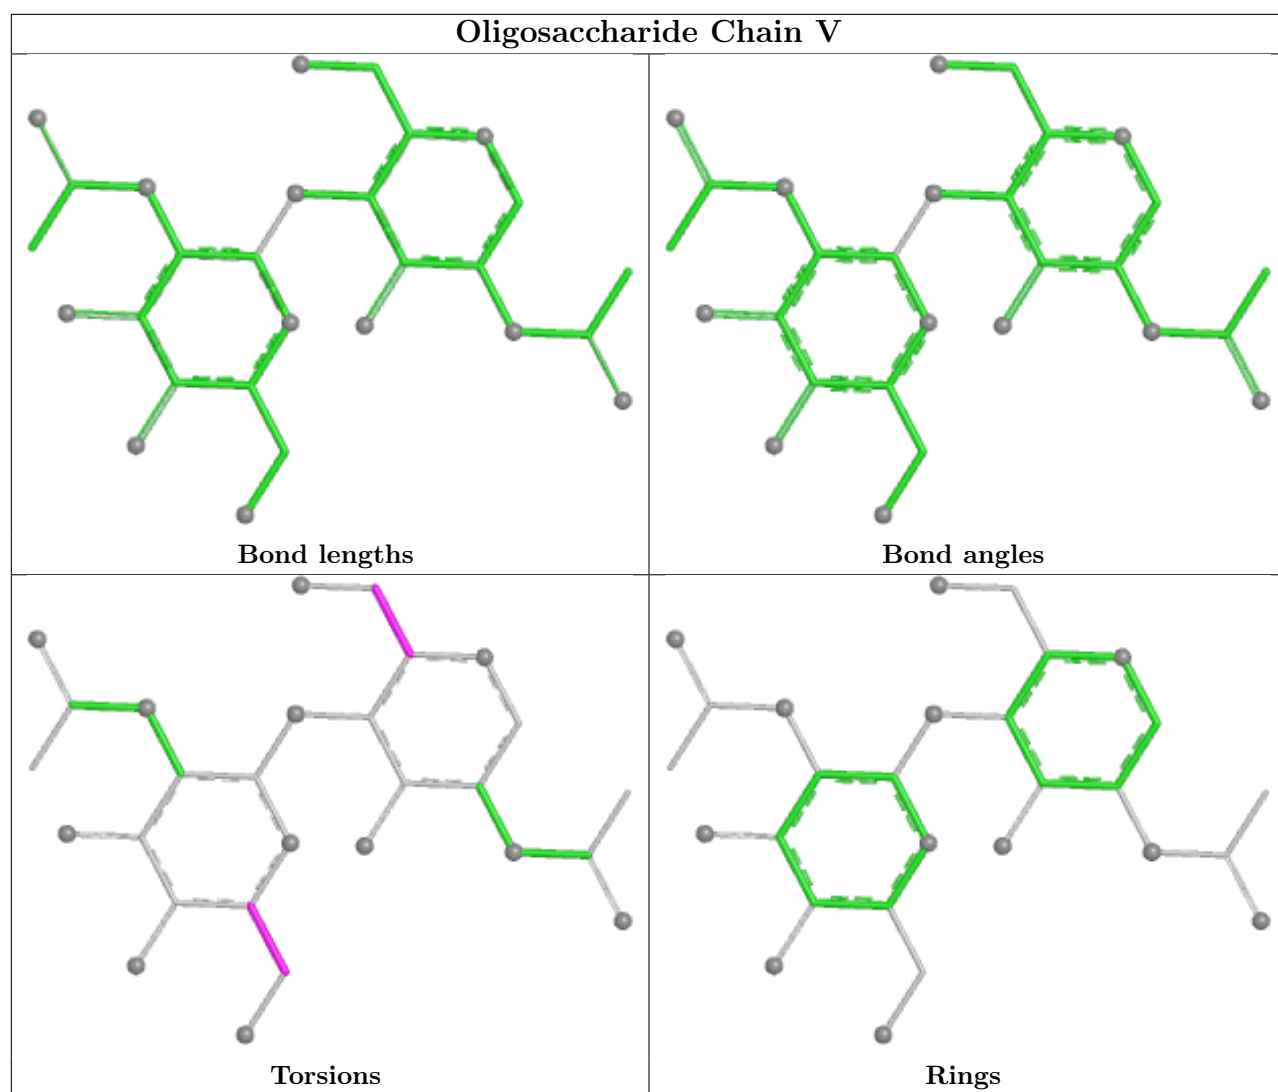 Oligosaccharide Chain V
Bond lengths
Bond angles
Torsions
Rings